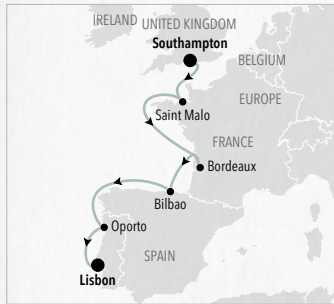 IRELAND
UNITED KINGDOM
Southampton
BELGIUM
EUROPE
Saint Malo
FRANCE
Bordeaux
Bilbao
Oporto
SPAIN
Lisbon